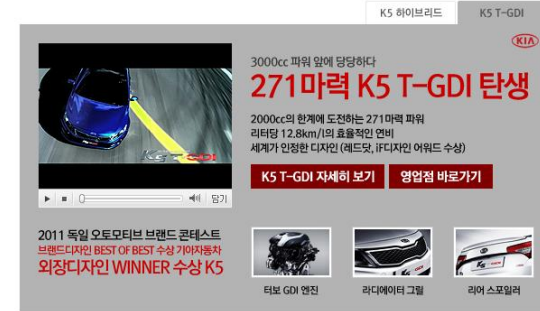 K5 하이브리드
K5 T-GDI
KIA
3000cc 파워 앞에 당당하다
271마력 K5 T-GDI 탄생
2000cc의 한계에 도전하는 271마력 파워
리터당 12.8km/l의 효율적인 연비
세계가 인정한 디자인 (레드닷, iF디자인 어워드 수상)
K5 T-GDI
K5 T-GDI 자세히 보기
영업점 바로가기
닫기
2011 독일 오토모티브 브랜드 콘테스트
브랜드디자인 BEST OF BEST 수상 기아자동차
외장디자인 WINNER 수상 K5
터보 GDI 엔진
라디에이터 그릴
리어 스포일러